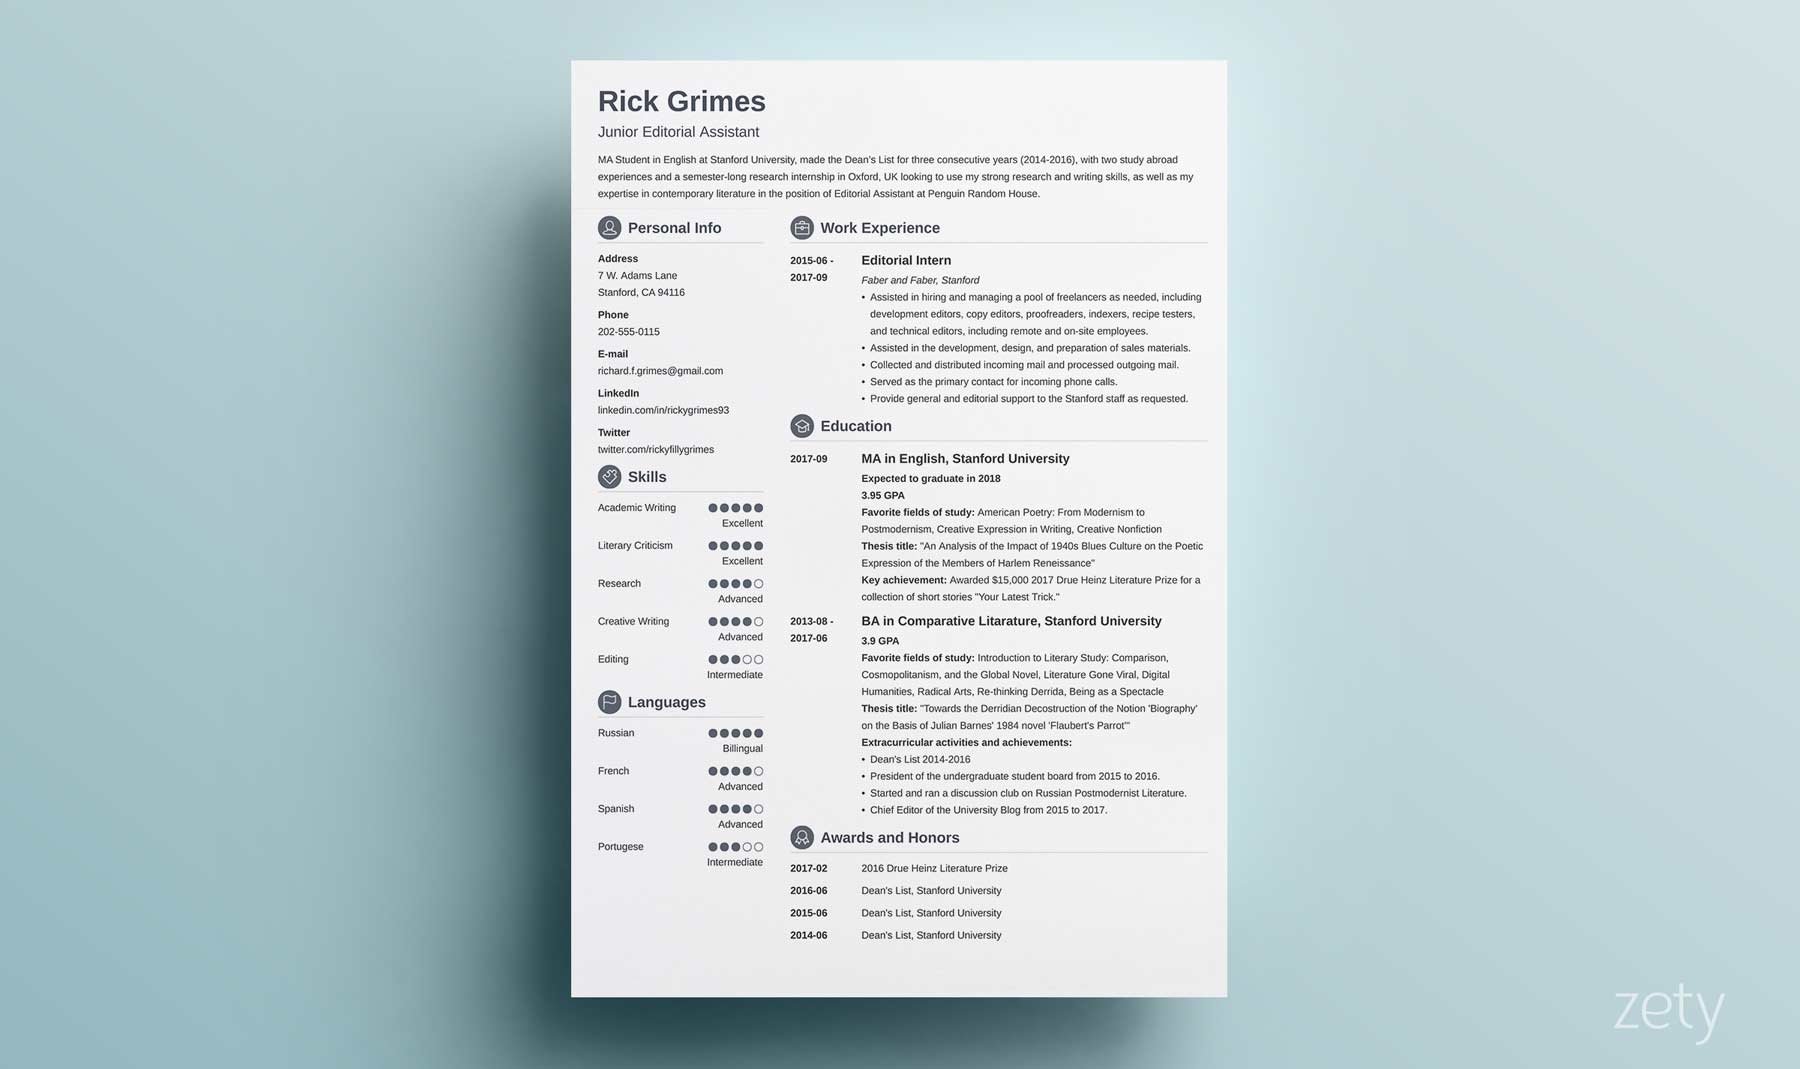 Rick Grimes
Junior Editorial Assistant
MA Student in English at Stanford University, made the Dean's List for three consecutive years (2014-2016), with two study abroad
experiences and a semester-long research internship in Oxford, UK looking to use my strong research and writing skills, as well as my
expertise in contemporary literature in the position of Editorial Assistant at Penguin Random House.
Personal Info
Address
7 W. Adams Lane
Stanford, CA 94116
Phone
202-555-0115
E-mail
richard.f.grimes@gmail.com
LinkedIn
linkedin.com/in/rickygrimes93
Twitter
twitter.com/rickyfillygrimes
Skills
Academic Writing
Excellent
Literary Criticism
Excellent
Research
Advanced
Creative Writing
Advanced
Editing
Intermediate
Languages
Russian
Billingual
French
Advanced
Spanish
Advanced
Portugese
Intermediate
Work Experience
2015-06 - Editorial Intern
2017-09
Faber and Faber, Stanford
• Assisted in hiring and managing a pool of freelancers as needed, including
development editors, copy editors, proofreaders, indexers, recipe testers,
and technical editors, including remote and on-site employees.
• Assisted in the development, design, and preparation of sales materials.
• Collected and distributed incoming mail and processed outgoing mail.
• Served as the primary contact for incoming phone calls.
• Provide general and editorial support to the Stanford staff as requested.
Education
2017-09 MA in English, Stanford University
Expected to graduate in 2018
3.95 GPA
Favorite fields of study: American Poetry: From Modernism to
Postmodernism, Creative Expression in Writing, Creative Nonfiction
Thesis title: "An Analysis of the Impact of 1940s Blues Culture on the Poetic
Expression of the Members of Harlem Reneissance"
Key achievement: Awarded $15,000 2017 Drue Heinz Literature Prize for a
collection of short stories "Your Latest Trick."
2013-08 - BA in Comparative Litarature, Stanford University
2017-06 3.9 GPA
Favorite fields of study: Introduction to Literary Study: Comparison,
Cosmopolitanism, and the Global Novel, Literature Gone Viral, Digital
Humanities, Radical Arts, Re-thinking Derrida, Being as a Spectacle
Thesis title: "Towards the Derridian Decostruction of the Notion 'Biography'
on the Basis of Julian Barnes' 1984 novel 'Flaubert's Parrot'"
Extracurricular activities and achievements:
• Dean's List 2014-2016
• President of the undergraduate student board from 2015 to 2016.
• Started and ran a discussion club on Russian Postmodernist Literature.
• Chief Editor of the University Blog from 2015 to 2017.
Awards and Honors
2017-02 2016 Drue Heinz Literature Prize
2016-06 Dean's List, Stanford University
2015-06 Dean's List, Stanford University
2014-06 Dean's List, Stanford University
zety